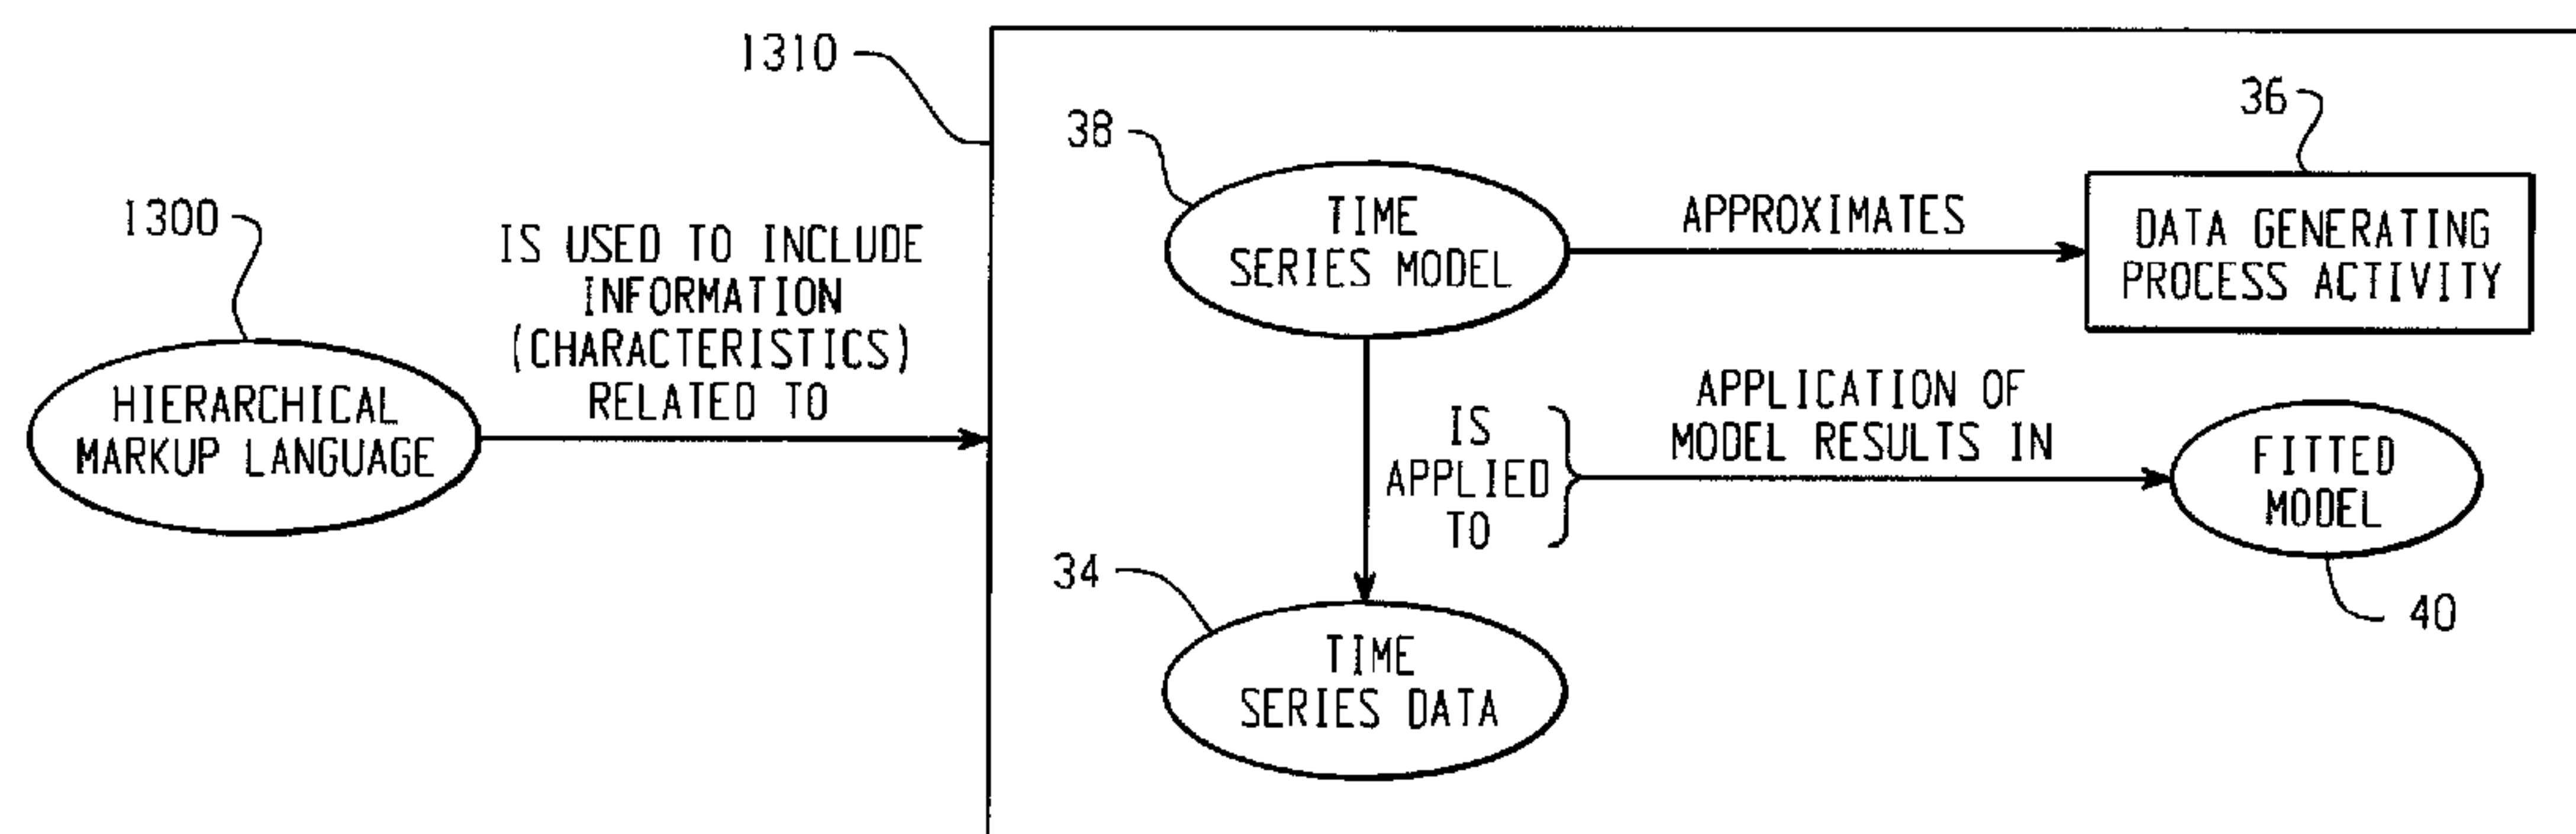 1310
36
38
1300
TIME
SERIES MODEL
APPROXIMATES
DATA GENERATING
PROCESS ACTIVITY
IS USED TO INCLUDE
INFORMATION
(CHARACTERISTICS)
RELATED TO
HIERARCHICAL
MARKUP LANGUAGE
IS
APPLIED
TO
APPLICATION OF
MODEL RESULTS IN
FITTED
MODEL
34
40
TIME
SERIES DATA